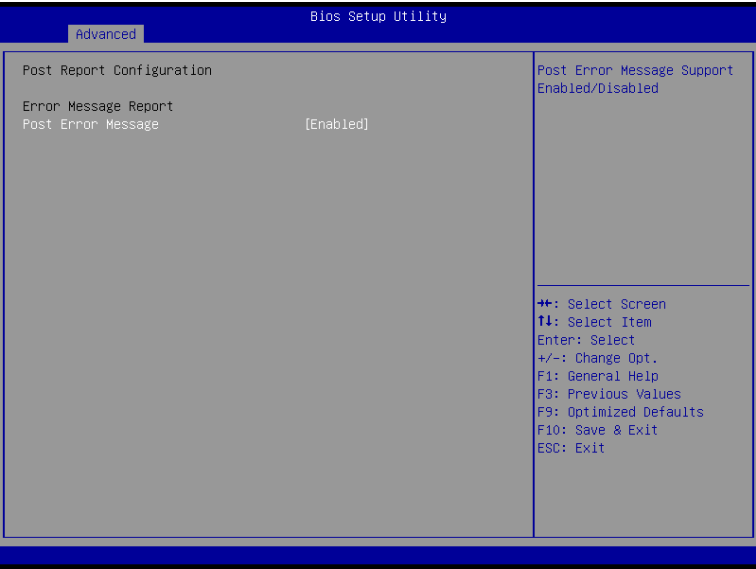 Bios Setup Utility
Advanced
Post Report Configuration
Error Message Report
Post Error Message [Enabled]
Post Error Message Support
Enabled/Disabled
→←: Select Screen
↑↓: Select Item
Enter: Select
+/-: Change Opt.
F1: General Help
F3: Previous Values
F9: Optimized Defaults
F10: Save & Exit
ESC: Exit